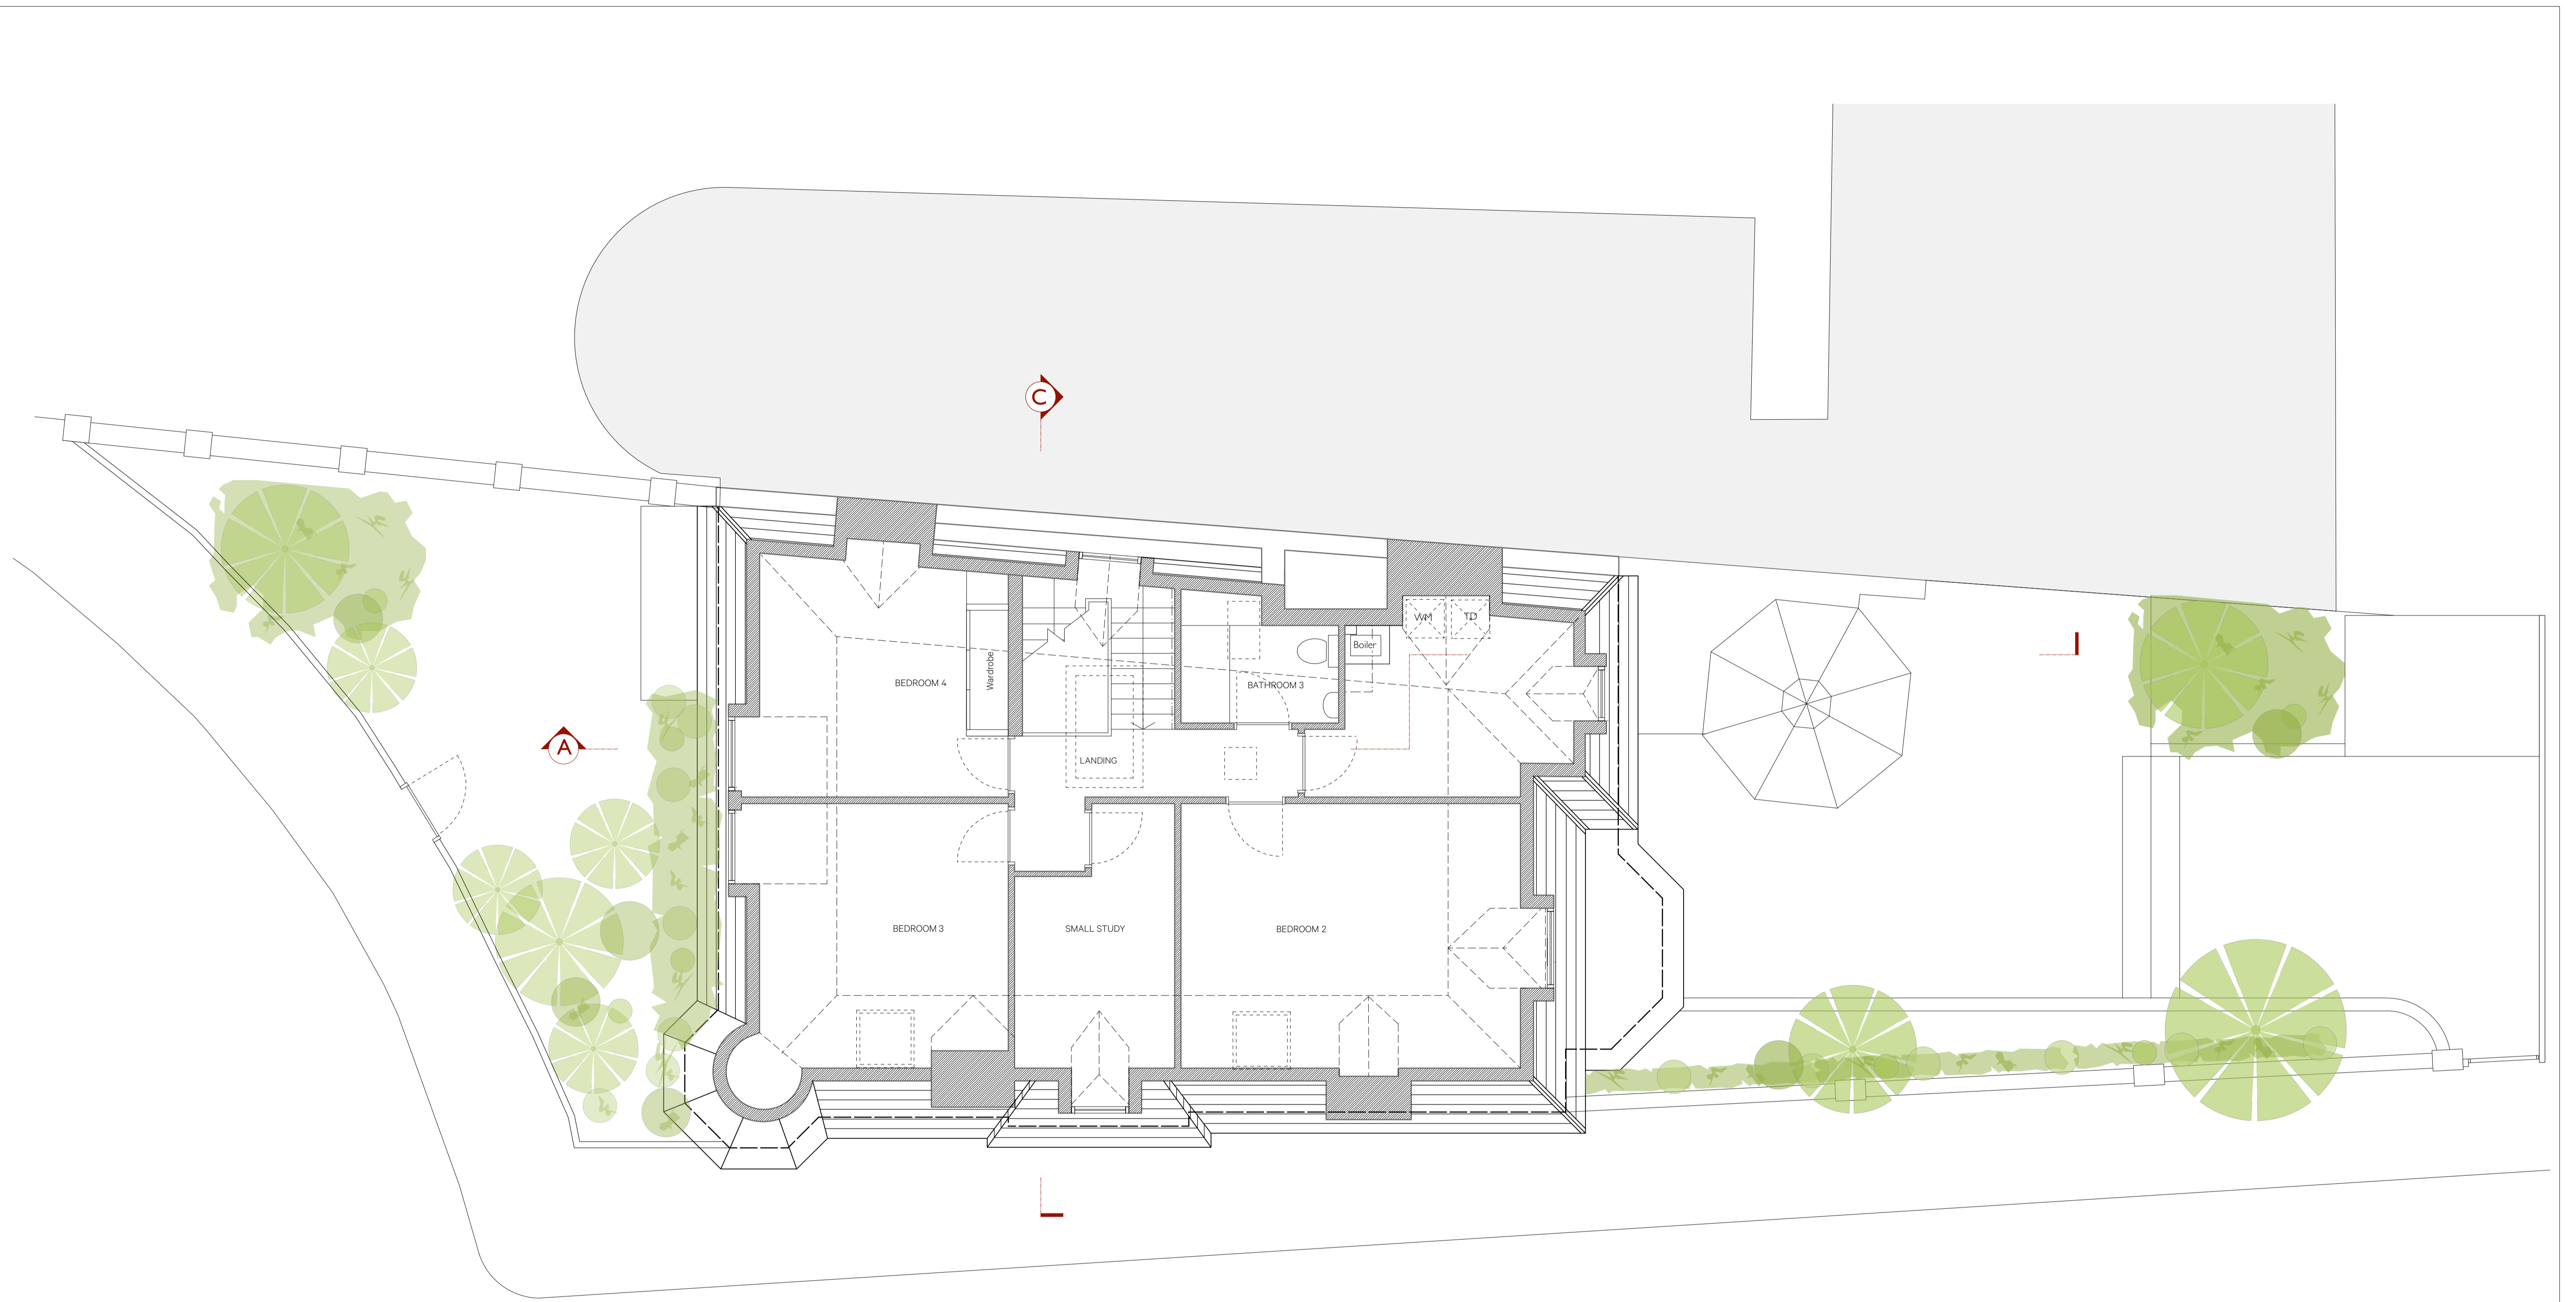 C
WM
TD
Boiler
BEDROOM 4
Wardrobe
BATHROOM 3
A
LANDING
BEDROOM 3
SMALL STUDY
BEDROOM 2